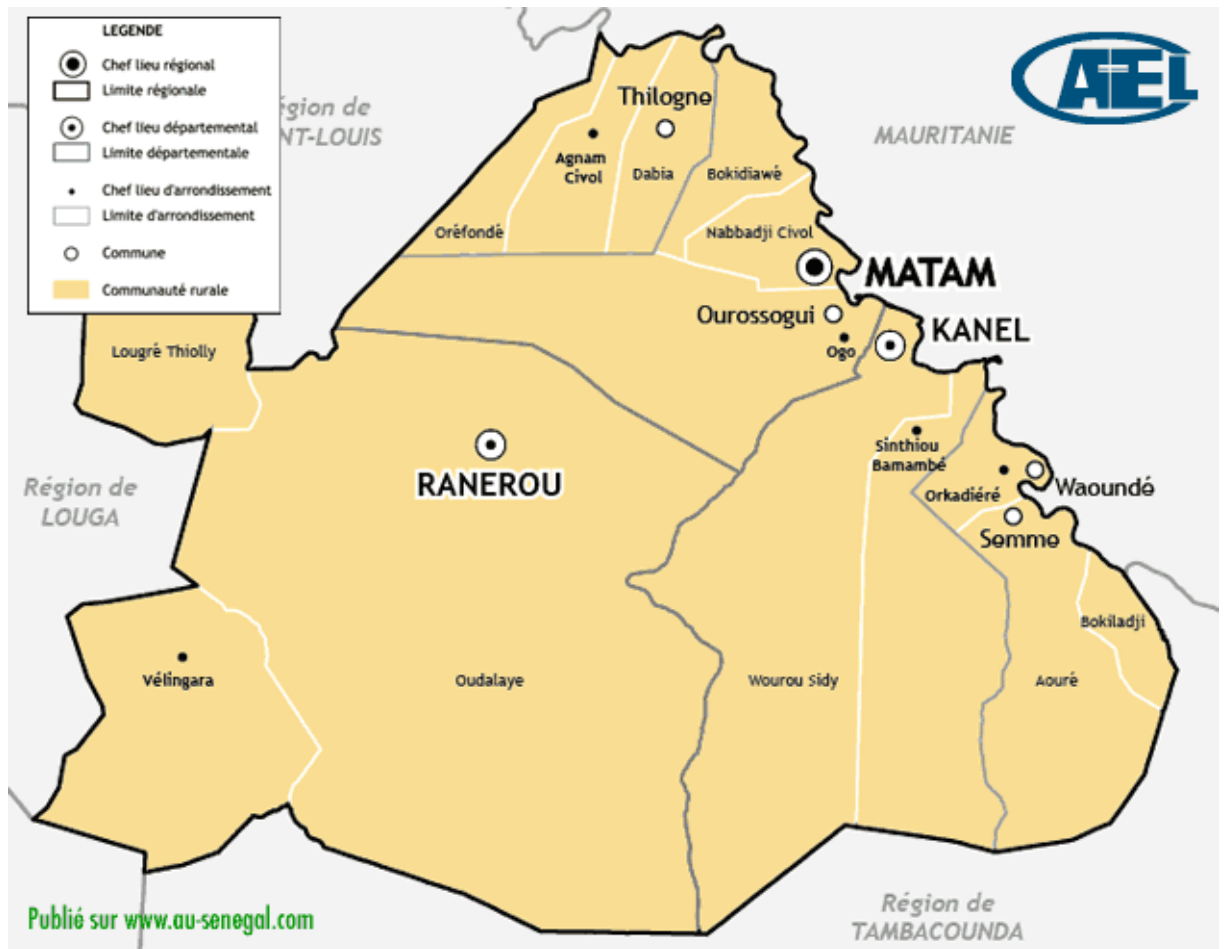 LEGENDE
Chef lieu régional
Limite régionale
Chef lieu départemental
Limite départementale
Chef lieu d'arrondissement
Limite d'arrondissement
Commune
Communauté rurale
égion de
NT-LOUIS
AEL
MAURITANIE
Thilogne
Agnam
Civol
Dabia
Bokidiawé
Oréfondé
Nabbadji Civol
MATAM
Ourossogui
KANEL
Ogo
Lougré Thiolly
RANEROU
Sinthiou
Bamambé
Orkadiéré
Waoundé
Semme
Région de
LOUGA
Bokiladji
Vélingara
Oudalaye
Wourou Sidy
Aouré
Publié sur www.au-senegal.com
Région de
TAMBACOUNDA